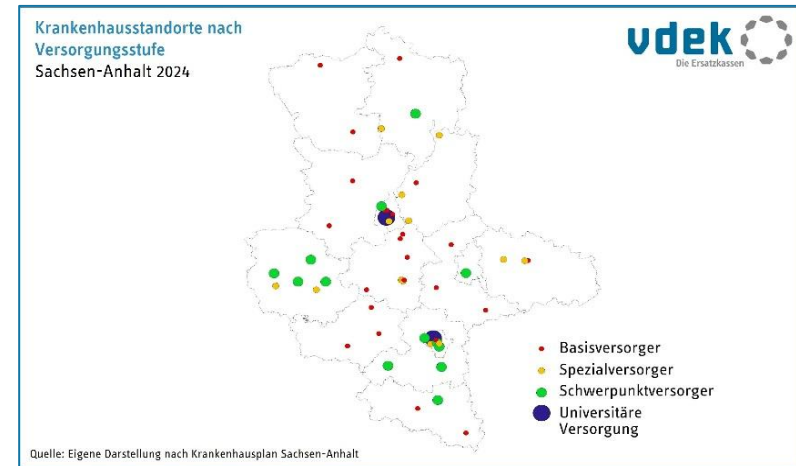 Krankenhausstandorte nach
Versorgungsstufe
Sachsen-Anhalt 2024
vdek
Die Ersatzkassen
Basisversorger
Spezialversorger
Schwerpunktversorger
Universitäre
Versorgung
Quelle: Eigene Darstellung nach Krankenhausplan Sachsen-Anhalt